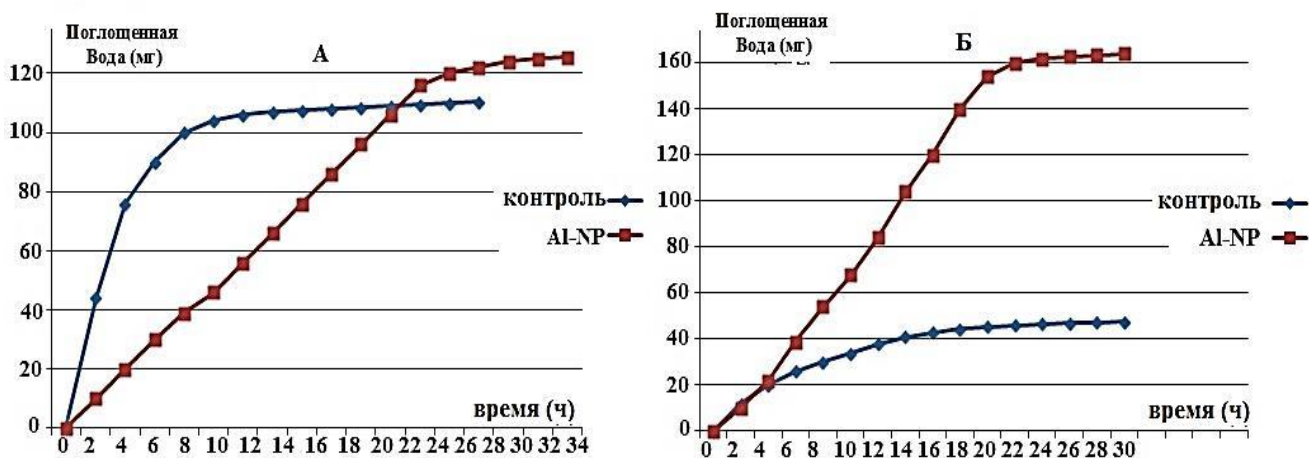 Поглощенная
Вода (мг)
А
120
100
80
60
40
20
0
контроль
Al-NP
время (ч)
0 2 4 6 8 10 12 14 16 18 20 22 24 26 28 30 32 34
Поглощенная
Вода (мг)
Б
160
140
120
100
80
60
40
20
0
контроль
Al-NP
время (ч)
0 2 4 6 8 10 12 14 16 18 20 22 24 26 28 30